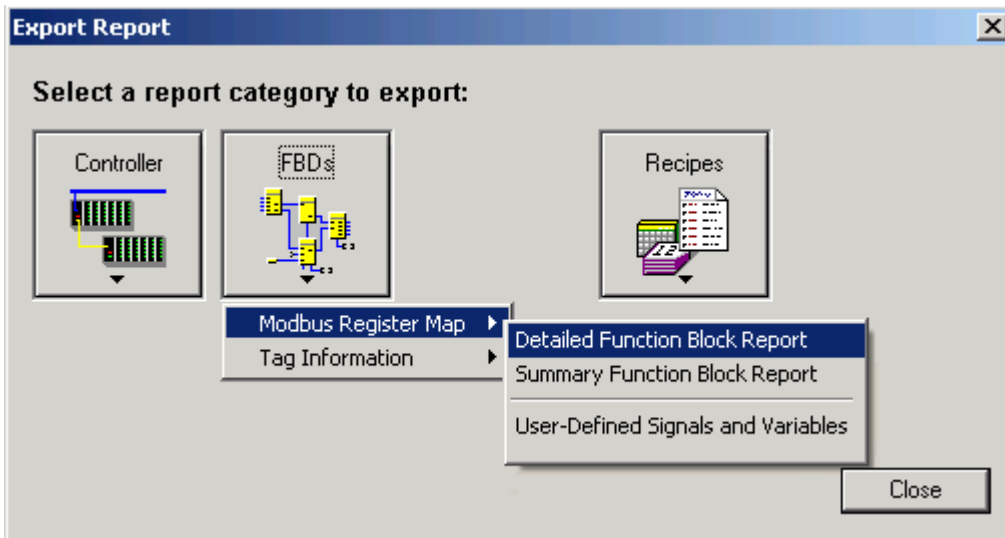 Export Report
Select a report category to export:
Controller
FBDs
Recipes
Modbus Register Map
Tag Information
Detailed Function Block Report
Summary Function Block Report
User-Defined Signals and Variables
Close